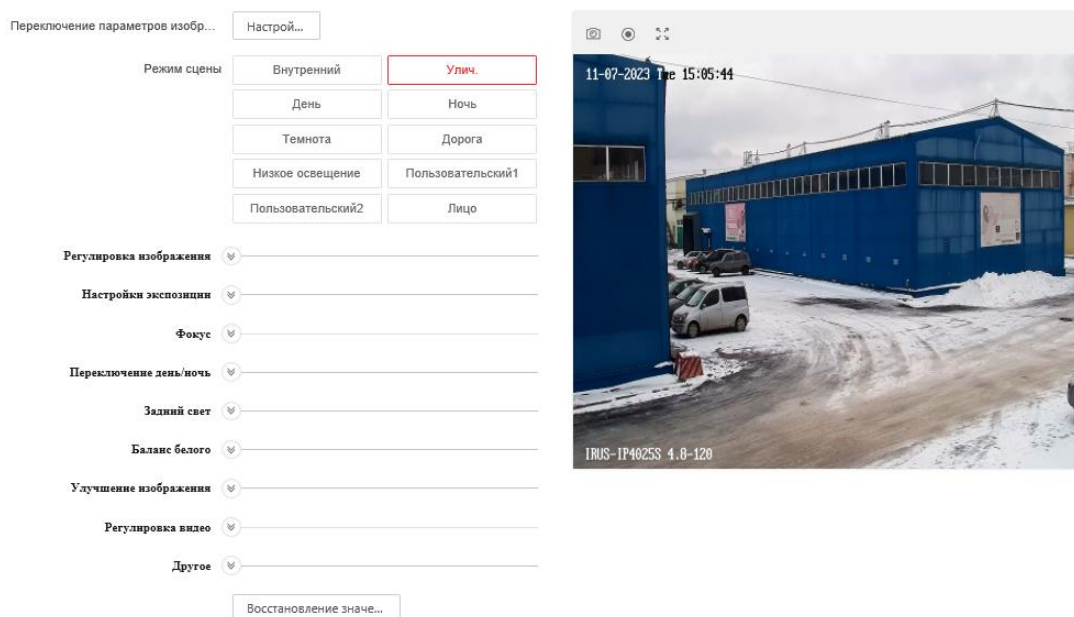 Переключение параметров изобр...
Настрой...
Режим сцены
Внутренний
Улич.
День
Ночь
Темнота
Дорога
Низкое освещение
Пользовательский1
Пользовательский2
Лицо
Регулировка изображения
Настройки экспозиции
Фокус
Переключение день/ночь
Задний свет
Баланс белого
Улучшение изображения
Регулировка видео
Другое
Восстановление значе...
11-07-2023 Tue 15:05:44
IRUS-IP4025S 4.8-120